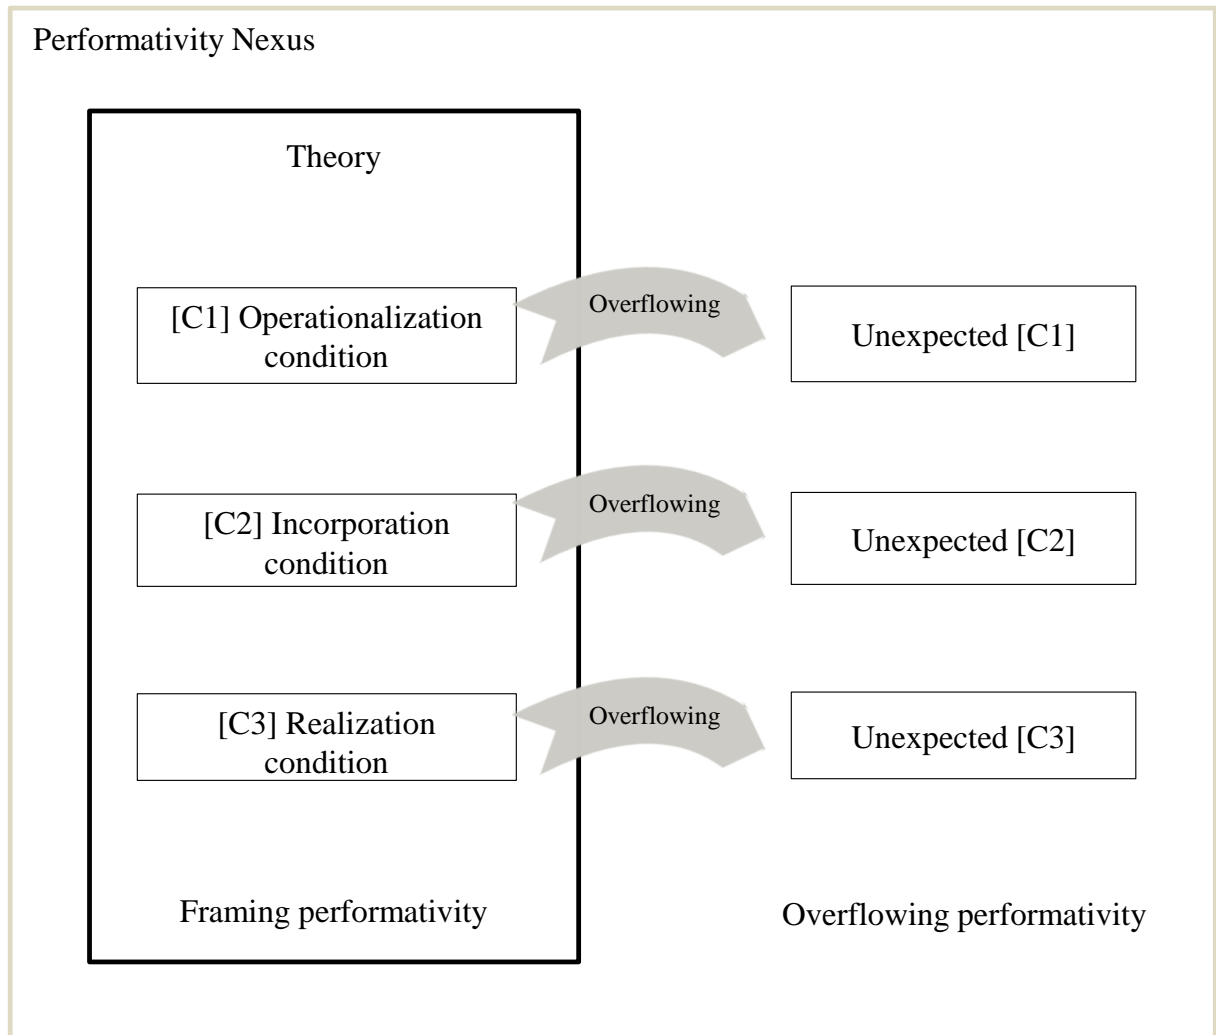 Performativity Nexus
Theory
[C1] Operationalization
condition
Overflowing
Unexpected [C1]
[C2] Incorporation
condition
Overflowing
Unexpected [C2]
[C3] Realization
condition
Overflowing
Unexpected [C3]
Framing performativity
Overflowing performativity